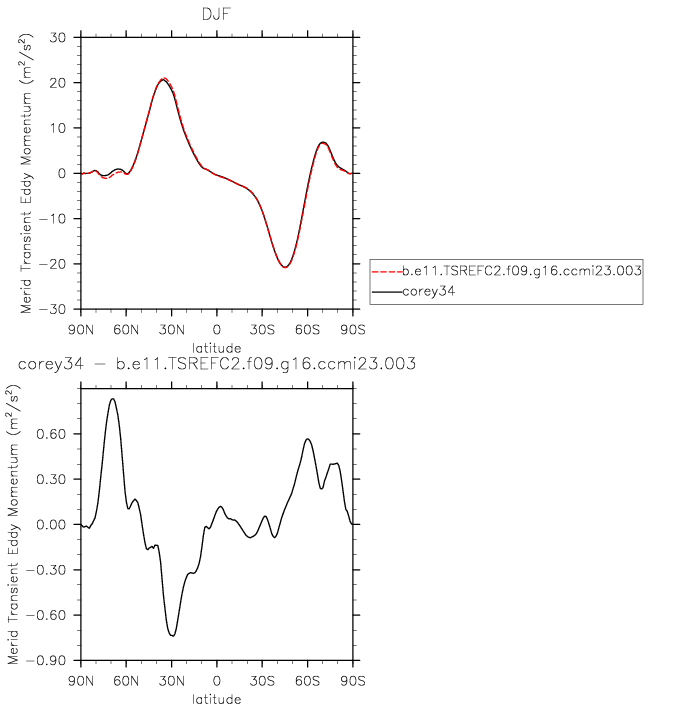 DJF
Merid Transient Eddy Momentum (m²/s²)
30
20
10
0
−10
−20
−30
90N 60N 30N 0 30S 60S 90S
latitude
b.e11.TSREFC2.f09.g16.ccmi23.003
corey34
corey34 − b.e11.TSREFC2.f09.g16.ccmi23.003
Merid Transient Eddy Momentum (m²/s²)
0.60
0.30
0.00
−0.30
−0.60
−0.90
90N 60N 30N 0 30S 60S 90S
latitude